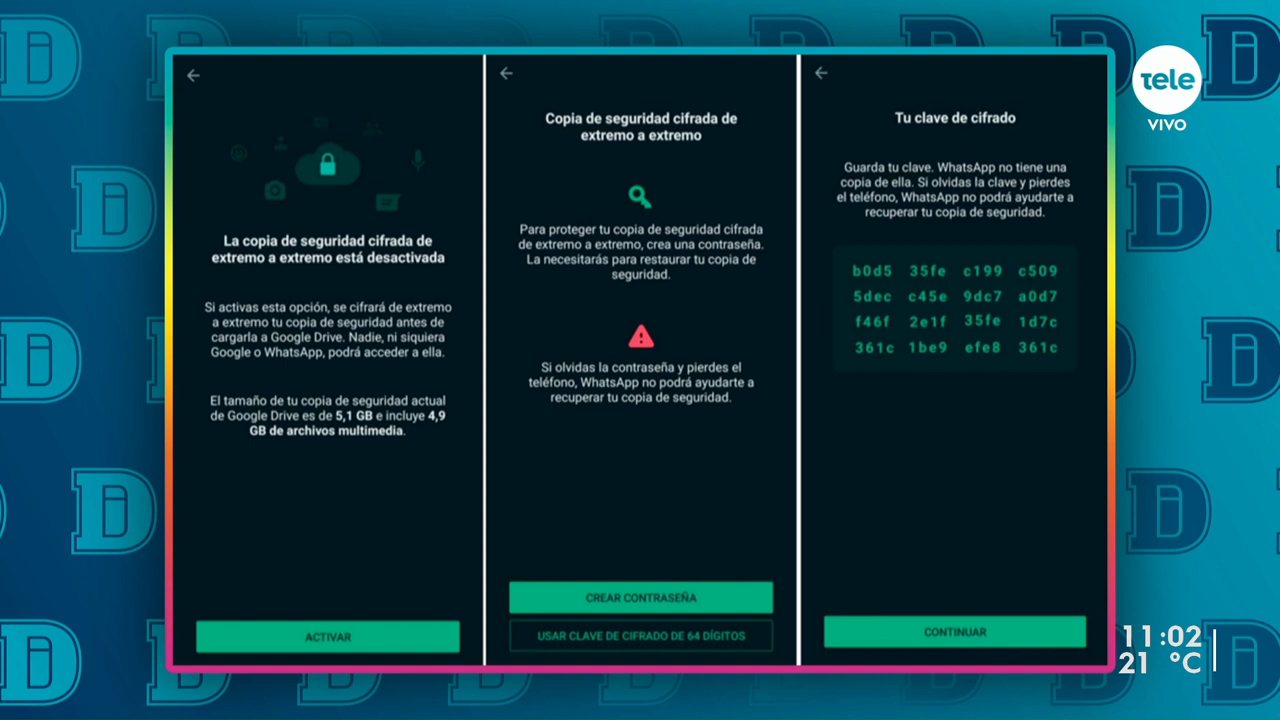 La copia de seguridad cifrada de
extremo a extremo está desactivada
Si activas esta opción, se cifrará de extremo
a extremo tu copia de seguridad antes de
cargarla a Google Drive. Nadie, ni siquiera
Google o WhatsApp, podrá acceder a ella.
El tamaño de tu copia de seguridad actual
de Google Drive es de 5,1 GB e incluye 4,9
GB de archivos multimedia.
ACTIVAR
Copia de seguridad cifrada de
extremo a extremo
Para proteger tu copia de seguridad cifrada
de extremo a extremo, crea una contraseña.
La necesitarás para restaurar tu copia de
seguridad.
Si olvidas la contraseña y pierdes el
teléfono, WhatsApp no podrá ayudarte a
recuperar tu copia de seguridad.
CREAR CONTRASEÑA
USAR CLAVE DE CIFRADO DE 64 DÍGITOS
Tu clave de cifrado
Guarda tu clave. WhatsApp no tiene una
copia de ella. Si olvidas la clave y pierdes
el teléfono, WhatsApp no podrá ayudarte a
recuperar tu copia de seguridad.
b0d5 35fe c199 c509
5dec c45e 9dc7 a0d7
f46f 2e1f 35fe 1d7c
361c 1be9 efe8 361c
CONTINUAR
tele
VIVO
11:02
21 °C